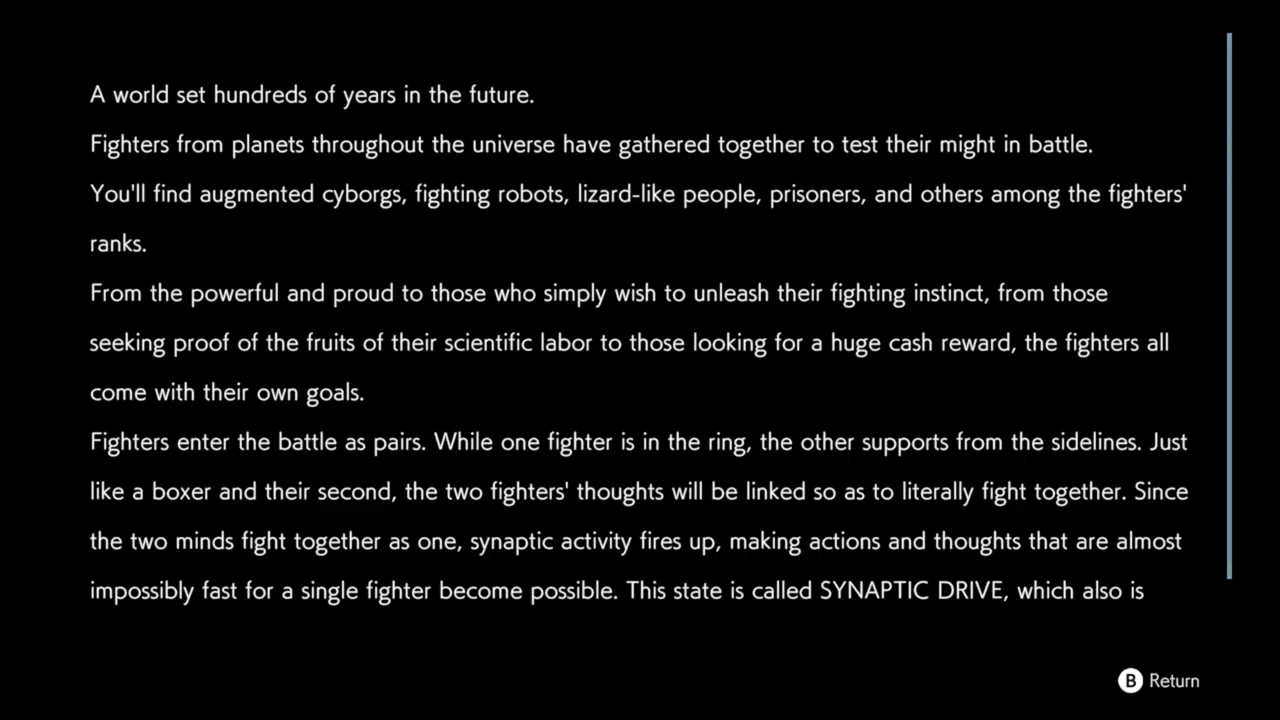 A world set hundreds of years in the future.
Fighters from planets throughout the universe have gathered together to test their might in battle.
You'll find augmented cyborgs, fighting robots, lizard-like people, prisoners, and others among the fighters'
ranks.
From the powerful and proud to those who simply wish to unleash their fighting instinct, from those
seeking proof of the fruits of their scientific labor to those looking for a huge cash reward, the fighters all
come with their own goals.
Fighters enter the battle as pairs. While one fighter is in the ring, the other supports from the sidelines. Just
like a boxer and their second, the two fighters' thoughts will be linked so as to literally fight together. Since
the two minds fight together as one, synaptic activity fires up, making actions and thoughts that are almost
impossibly fast for a single fighter become possible. This state is called SYNAPTIC DRIVE, which also is
B Return